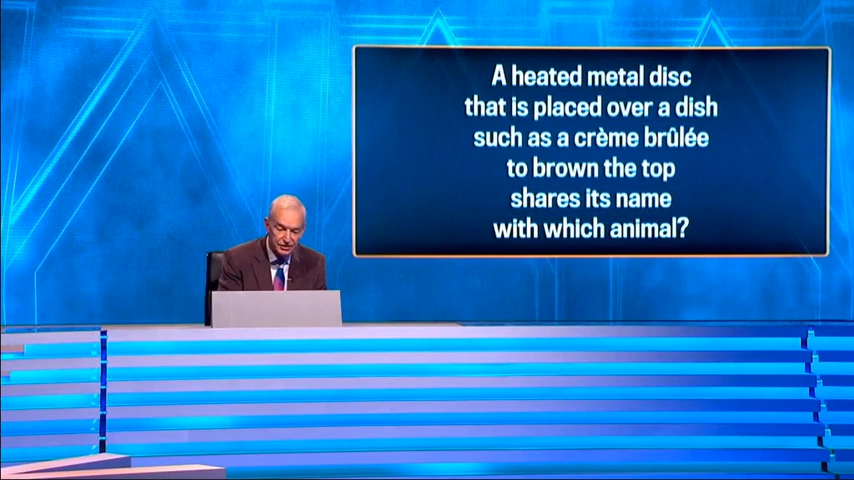 A heated metal disc
that is placed over a dish
such as a crème brûlée
to brown the top
shares its name
with which animal?